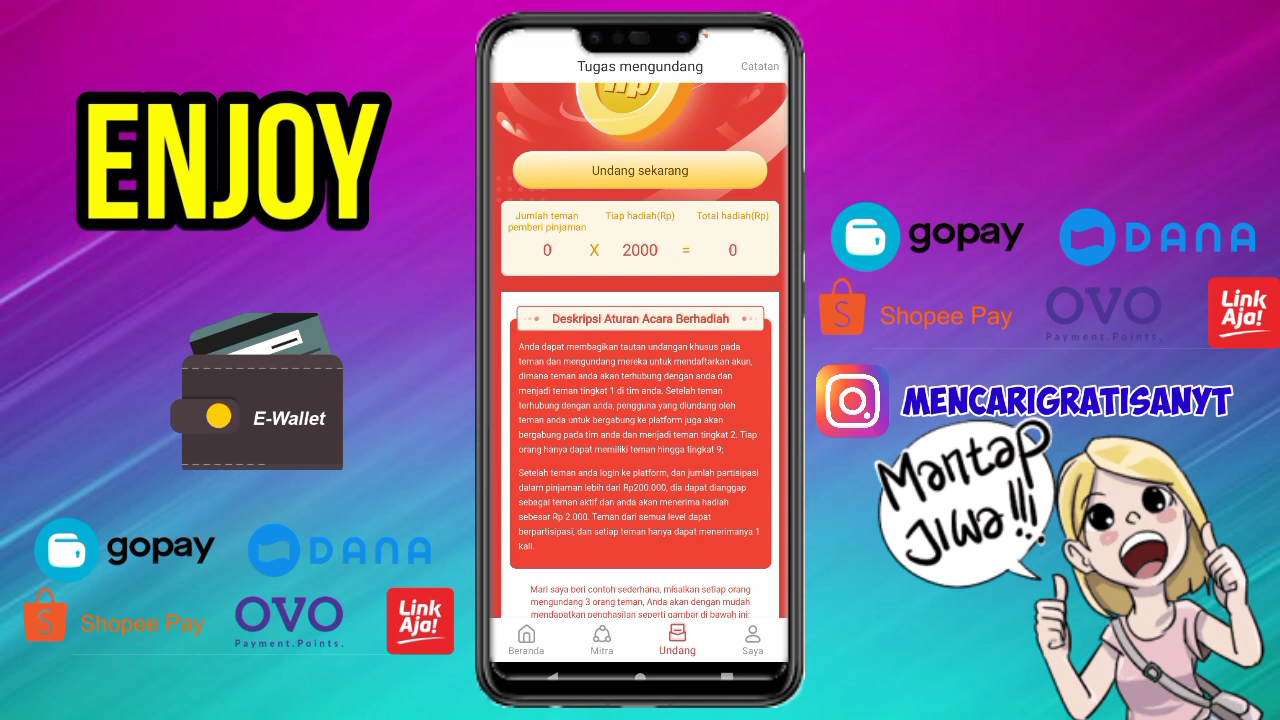 ENJOY
E-Wallet
gopay
DANA
Shopee Pay
OVO
Payment.Points.
Link
Aja!
Tugas mengundang
Catatan
Rp
Undang sekarang
Jumlah teman
pemberi pinjaman
Tiap hadiah(Rp)
Total hadiah(Rp)
0 X 2000 = 0
Deskripsi Aturan Acara Berhadiah
Anda dapat membagikan tautan undangan khusus pada
teman dan mengundang mereka untuk mendaftarkan akun,
dimana teman anda akan terhubung dengan anda dan
menjadi teman tingkat 1 di tim anda. Setelah teman
terhubung dengan anda, pengguna yang diundang oleh
teman anda untuk bergabung ke platform juga akan
bergabung pada tim anda dan menjadi teman tingkat 2. Tiap
orang hanya dapat memiliki teman hingga tingkat 9;
Setelah teman anda login ke platform, dan jumlah partisipasi
dalam pinjaman lebih dari Rp200.000, dia dapat dianggap
sebagai teman aktif dan anda akan menerima hadiah
sebesar Rp 2.000. Teman dari semua level dapat
berpartisipasi, dan setiap teman hanya dapat menerimanya 1
kali.
Mari saya beri contoh sederhana, misalkan setiap orang
mengundang 3 orang teman, Anda akan dengan mudah
mendapatkan penghasilan seperti gambar di bawah ini:
Beranda
Mitra
Undang
Saya
gopay
DANA
Shopee Pay
OVO
Payment.Points.
Link
Aja!
MENCARIGRATISANYT
Mantap
Jiwa!!!